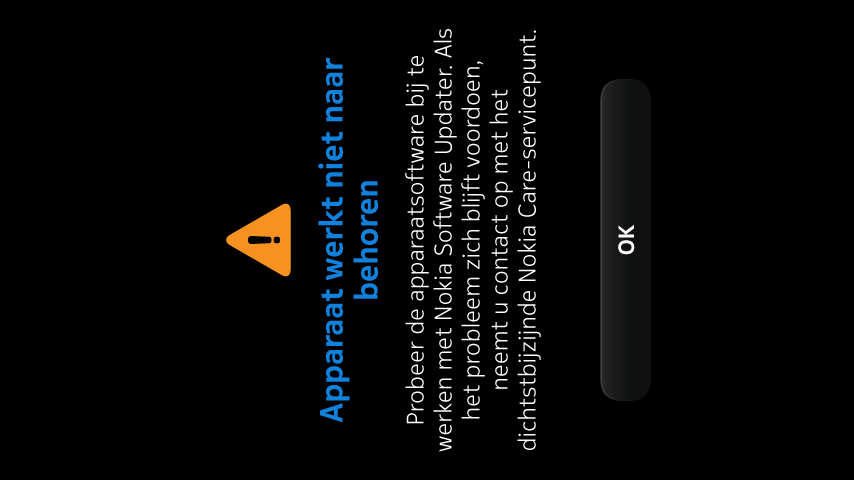 Apparaat werkt niet naar
behoren
Probeer de apparaatsoftware bij te
werken met Nokia Software Updater. Als
het probleem zich blijft voordoen,
neemt u contact op met het
dichtstbijzijnde Nokia Care-servicepunt.
OK